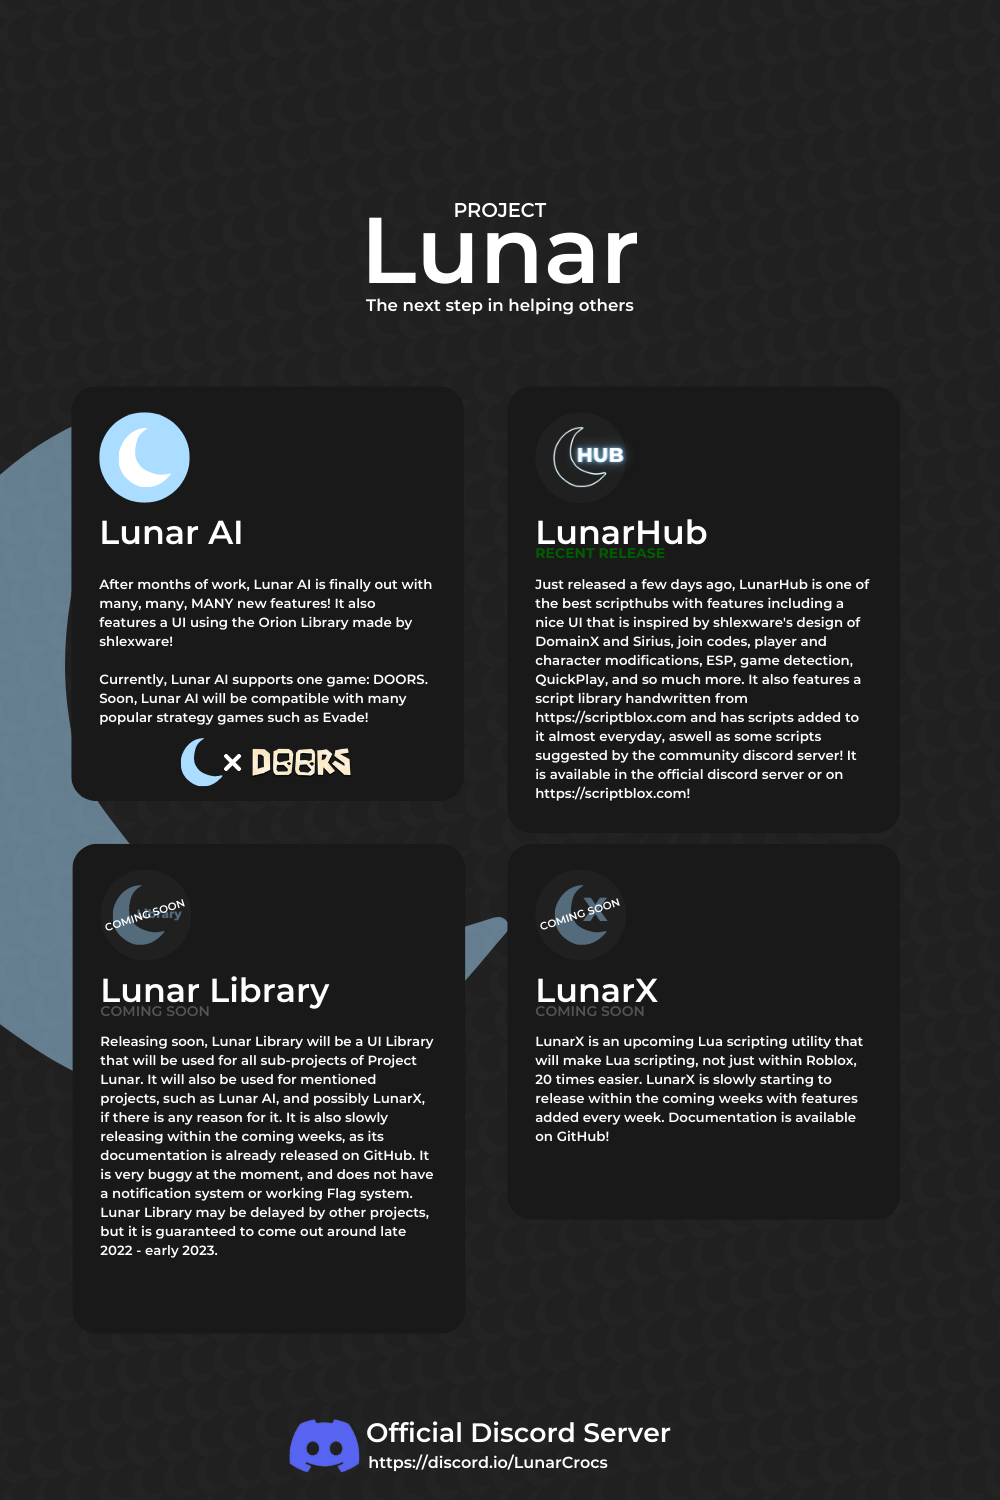 PROJECT
Lunar
The next step in helping others
Lunar AI
After months of work, Lunar AI is finally out with
many, many, MANY new features! It also
features a UI using the Orion Library made by
shlexware!
Currently, Lunar AI supports one game: DOORS.
Soon, Lunar AI will be compatible with many
popular strategy games such as Evade!
× DOORS
HUB
LunarHub
RECENT RELEASE
Just released a few days ago, LunarHub is one of
the best scripthubs with features including a
nice UI that is inspired by shlexware's design of
DomainX and Sirius, join codes, player and
character modifications, ESP, game detection,
QuickPlay, and so much more. It also features a
script library handwritten from
https://scriptblox.com and has scripts added to
it almost everyday, aswell as some scripts
suggested by the community discord server! It
is available in the official discord server or on
https://scriptblox.com!
Library
COMING SOON
Lunar Library
COMING SOON
Releasing soon, Lunar Library will be a UI Library
that will be used for all sub-projects of Project
Lunar. It will also be used for mentioned
projects, such as Lunar AI, and possibly LunarX,
if there is any reason for it. It is also slowly
releasing within the coming weeks, as its
documentation is already released on GitHub. It
is very buggy at the moment, and does not have
a notification system or working Flag system.
Lunar Library may be delayed by other projects,
but it is guaranteed to come out around late
2022 - early 2023.
X
COMING SOON
LunarX
COMING SOON
LunarX is an upcoming Lua scripting utility that
will make Lua scripting, not just within Roblox,
20 times easier. LunarX is slowly starting to
release within the coming weeks with features
added every week. Documentation is available
on GitHub!
Official Discord Server
https://discord.io/LunarCrocs